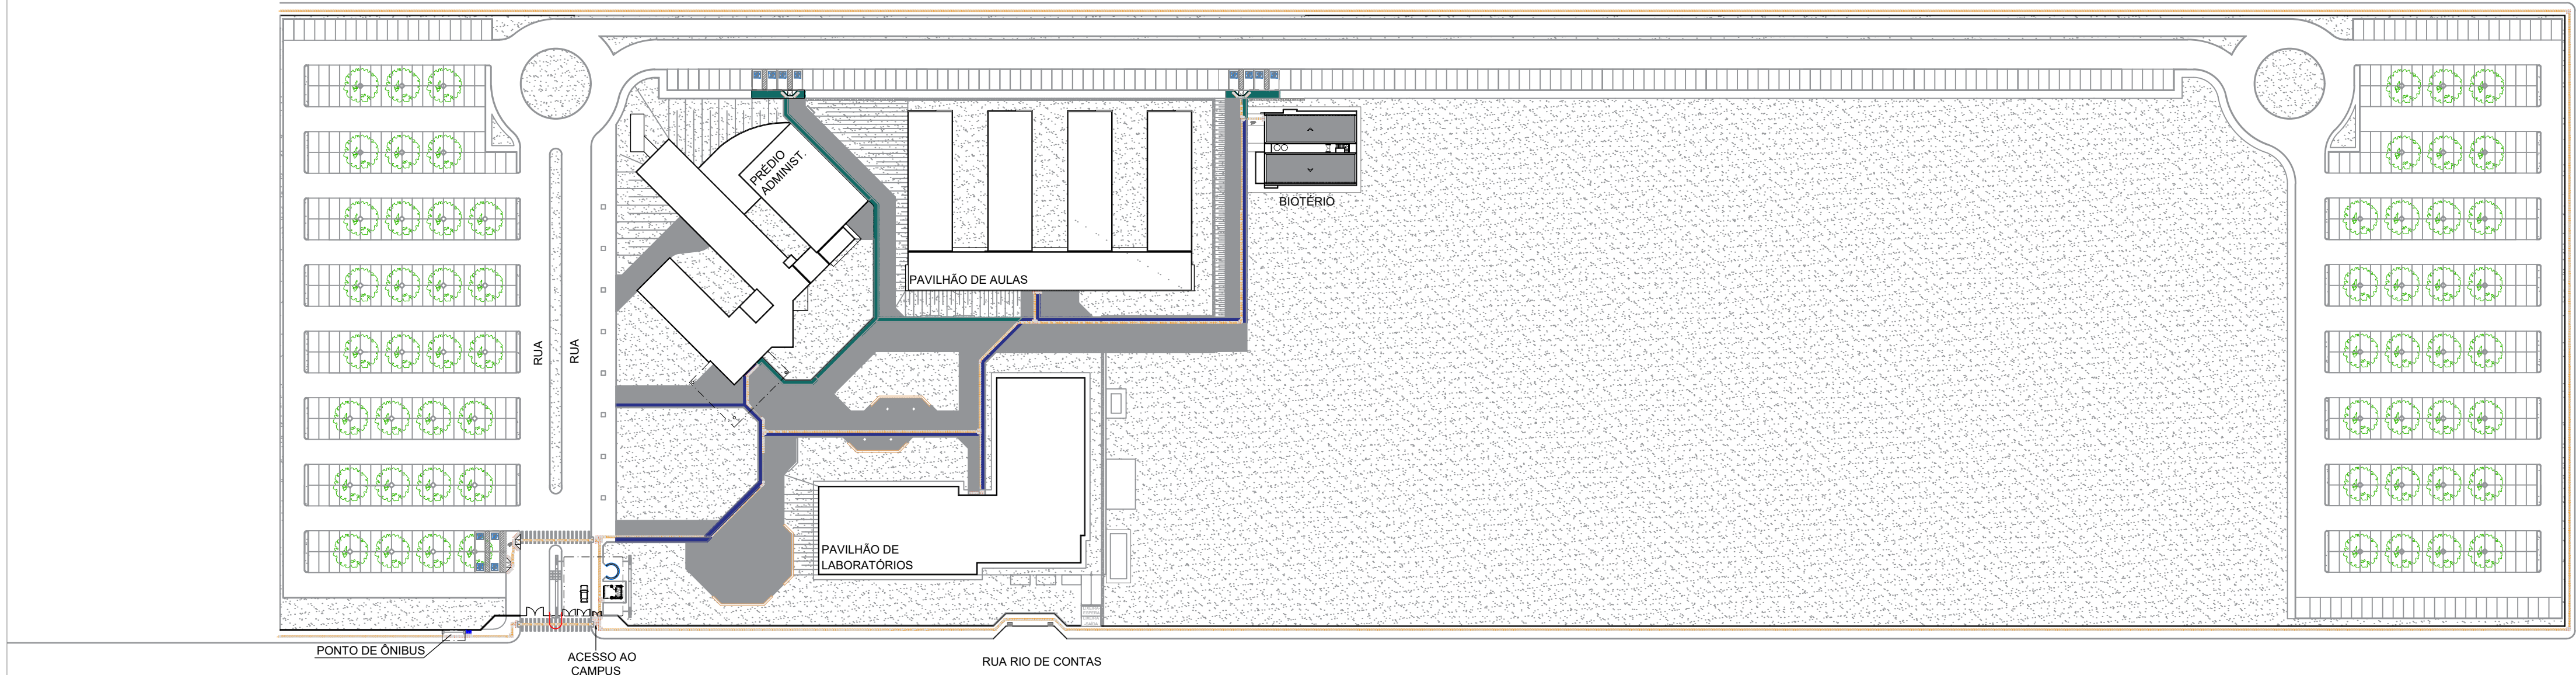 PRÉDIO
ADMINIST.
BIOTÉRIO
PAVILHÃO DE AULAS
RUA
RUA
PAVILHÃO DE
LABORATÓRIOS
PONTO DE ÔNIBUS
ACESSO AO
CAMPUS
RUA RIO DE CONTAS